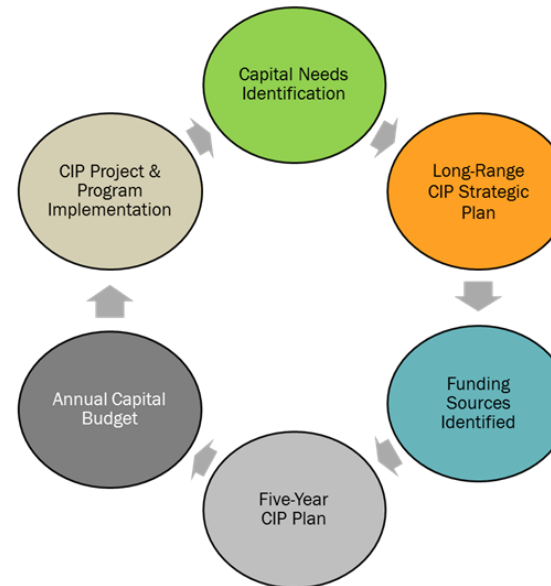 Capital Needs
Identification
Long-Range
CIP Strategic
Plan
Funding
Sources
Identified
Five-Year
CIP Plan
Annual Capital
Budget
CIP Project &
Program
Implementation